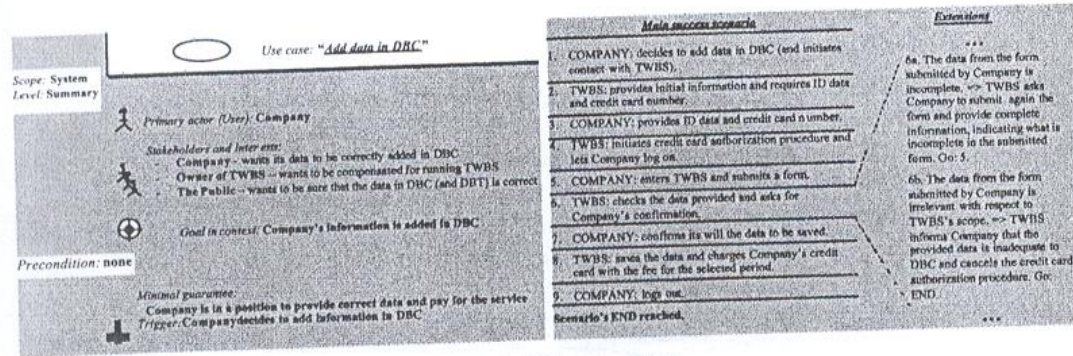 Use case: "Add data in DBC"
Scope: System
Level: Summary
Primary actor (User): Company
Stakeholders and Interests:
- Company - wants its data to be correctly added in DBC
- Owner of TWBS – wants to be compensated for running TWBS
- The Public – wants to be sure that the data in DBC (and DBT) is correct
Goal in context: Company's information is added in DBC
Precondition: none
Minimal guarantee:
Company is in a position to provide correct data and pay for the service
Trigger: Companydecides to add information in DBC
Main success scenario
1. COMPANY: decides to add data in DBC (and initiates
contact with TWBS).
2. TWBS: provides initial information and requires ID data
and credit card number.
3. COMPANY: provides ID data and credit card number.
4. TWBS: initiates credit card authorization procedure and
lets Company log on.
5. COMPANY: enters TWBS and submits a form.
6. TWBS: checks the data provided and asks for
Company's confirmation.
7. COMPANY: confirms its will the data to be saved.
8. TWBS: saves the data and charges Company's credit
card with the fee for the selected period.
9. COMPANY: logs out.
Scenario's END reached.
Extensions
...
6a. The data from the form
submitted by Company is
incomplete. => TWBS asks
Company to submit again the
form and provide complete
information, indicating what is
incomplete in the submitted
form. Go: 5.
6b. The data from the form
submitted by Company is
irrelevant with respect to
TWBS's scope. => TWBS
informs Company that the
provided data is inadequate to
DBC and cancels the credit card
authorization procedure. Go:
END.
...